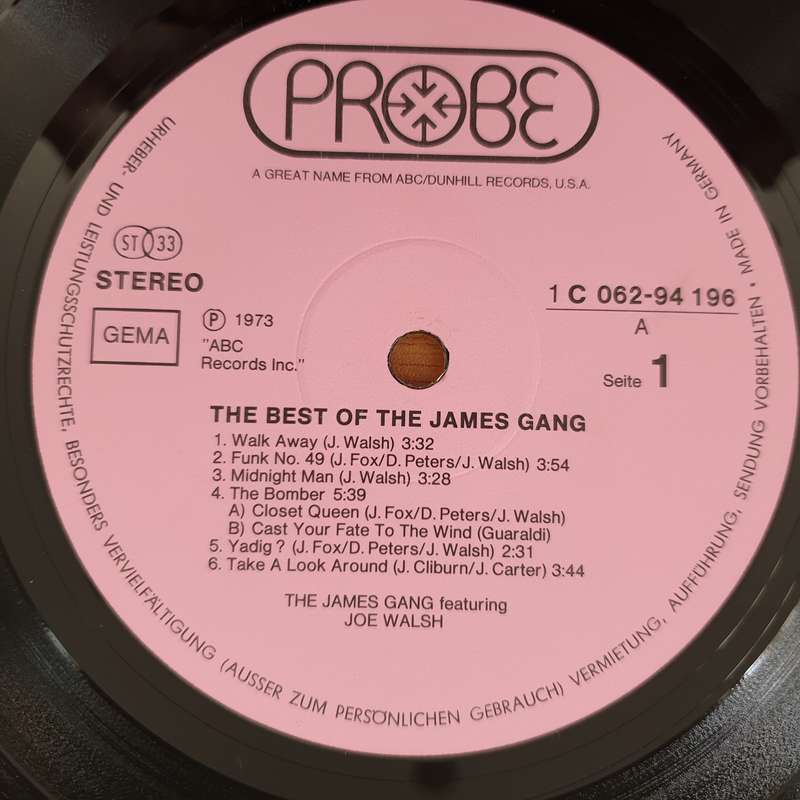 PROBE
A GREAT NAME FROM ABC/DUNHILL RECORDS, U.S.A.
ST 33
STEREO
GEMA
Ⓟ 1973
"ABC
Records Inc."
1 C 062-94 196
A
Seite 1
THE BEST OF THE JAMES GANG
1. Walk Away (J. Walsh) 3:32
2. Funk No. 49 (J. Fox/D. Peters/J. Walsh) 3:54
3. Midnight Man (J. Walsh) 3:28
4. The Bomber 5:39
A) Closet Queen (J. Fox/D. Peters/J. Walsh)
B) Cast Your Fate To The Wind (Guaraldi)
5. Yadig? (J. Fox/D. Peters/J. Walsh) 2:31
6. Take A Look Around (J. Cliburn/J. Carter) 3:44
THE JAMES GANG featuring
JOE WALSH
URHEBER- UND LEISTUNGSSCHUTZRECHTE, BESONDERS VERVIELFÄLTIGUNG (AUSSER ZUM PERSÖNLICHEN GEBRAUCH) VERMIETUNG, AUFFÜHRUNG, SENDUNG VORBEHALTEN • MADE IN GERMANY